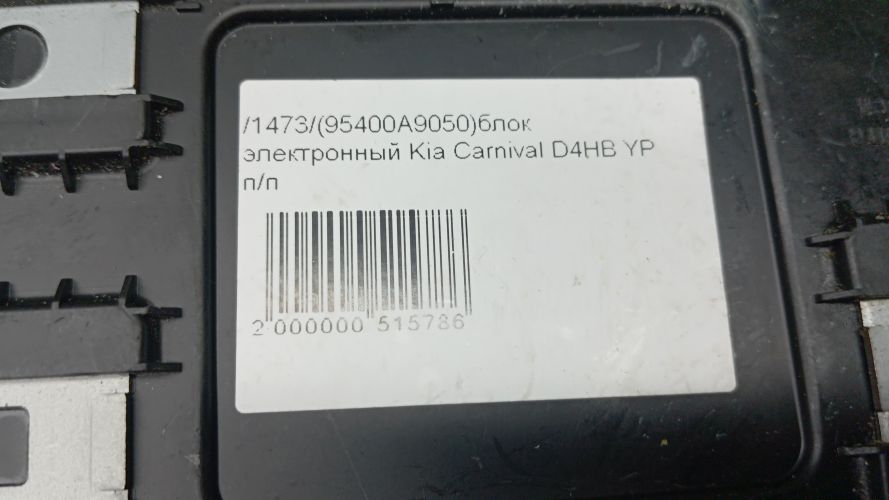 /1473/(95400A9050)блок
электронный Kia Carnival D4HB YP
п/п
2 000000 515786